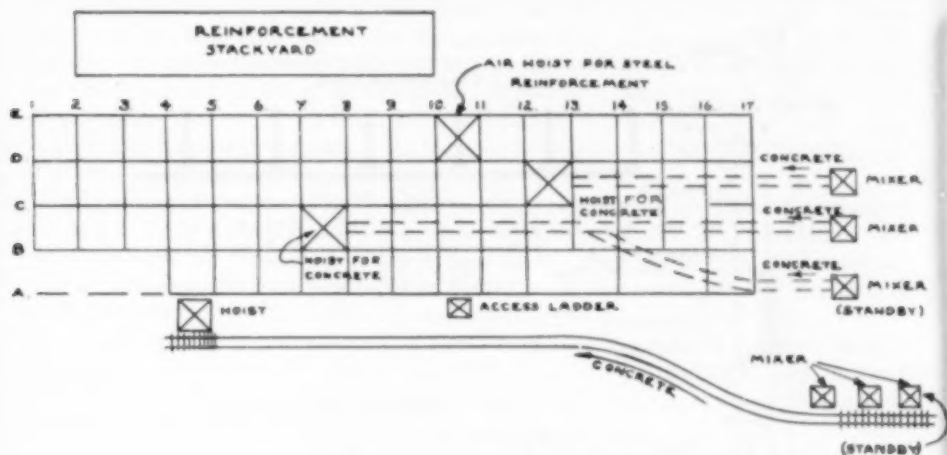 REINFORCEMENT
STACKYARD
AIR HOIST FOR STEEL
REINFORCEMENT
1. 2. 3. 4. 5. 6. 7. 8. 9. 10. 11. 12. 13. 14. 15. 16. 17.
E
D
CONCRETE
MIXER
HOIST FOR
CONCRETE
C
CONCRETE
MIXER
B
HOIST FOR
CONCRETE
CONCRETE
MIXER
(STANDBY)
A
HOIST
ACCESS LADDER
MIXER
CONCRETE
(STANDBY)